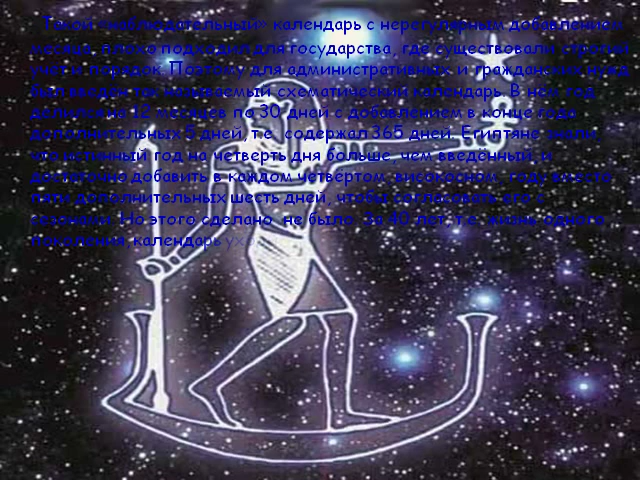 Такой «наблюдательный» календарь с нерегулярным добавлением
месяца, плохо подходил для государства, где существовали строгий
учет и порядок. Поэтому для административных и гражданских нужд
был введён так называемый схематический календарь. В нём год
делился на 12 месяцев по 30 дней с добавлением в конце года
дополнительных 5 дней, т.е. содержал 365 дней. Египтяне знали,
что истинный год на четверть дня больше, чем введённый, и
достаточно добавить в каждом четвёртом, високосном, году вместо
пяти дополнительных шесть дней, чтобы согласовать его с
сезонами. Но этого сделано не было. За 40 лет, т.е. жизнь одного
поколения, календарь